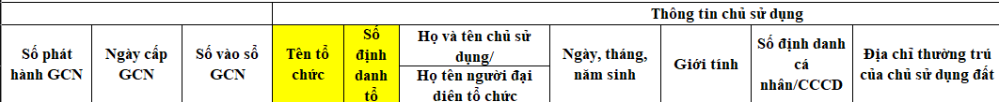 Thông tin chủ sử dụng
Số phát
hành GCN
Ngày cấp
GCN
Số vào sổ
GCN
Tên tổ
chức
Số
định
danh
tổ
Họ và tên chủ sử
dụng/
Họ tên người đại
diện tổ chức
Ngày, tháng,
năm sinh
Giới tính
Số định danh
cá
nhân/CCCD
Địa chỉ thường trú
của chủ sử dụng đất